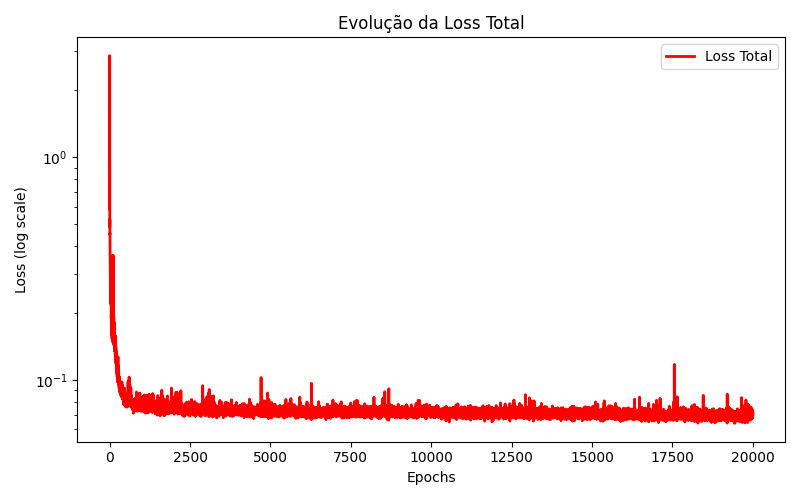 Evolução da Loss Total
Loss Total
Loss (log scale)
10⁰
10⁻¹
0 2500 5000 7500 10000 12500 15000 17500 20000
Epochs